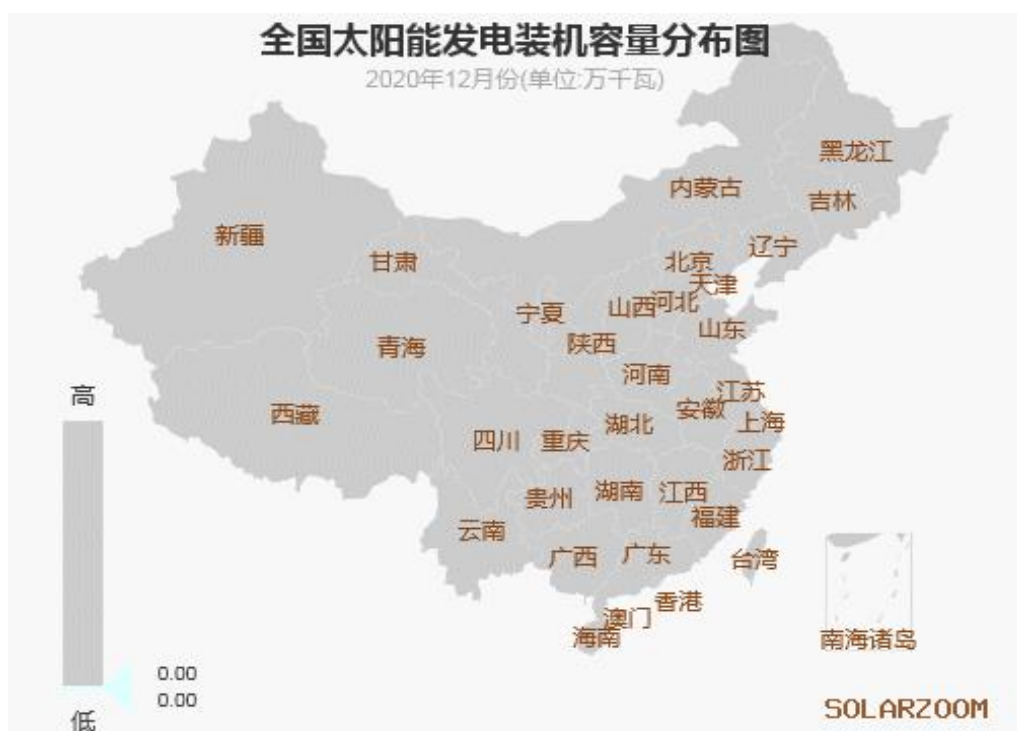 全国太阳能发电装机容量分布图
2020年12月份(单位:万千瓦)
黑龙江
内蒙古
吉林
新疆
辽宁
甘肃
北京
天津
宁夏
山西
河北
山东
陕西
青海
河南
高
江苏
西藏
安徽
湖北
上海
四川
重庆
浙江
贵州
湖南
江西
福建
云南
广西
广东
台湾
香港
澳门
海南
南海诸岛
0.00
0.00
低
SOLARZOOM